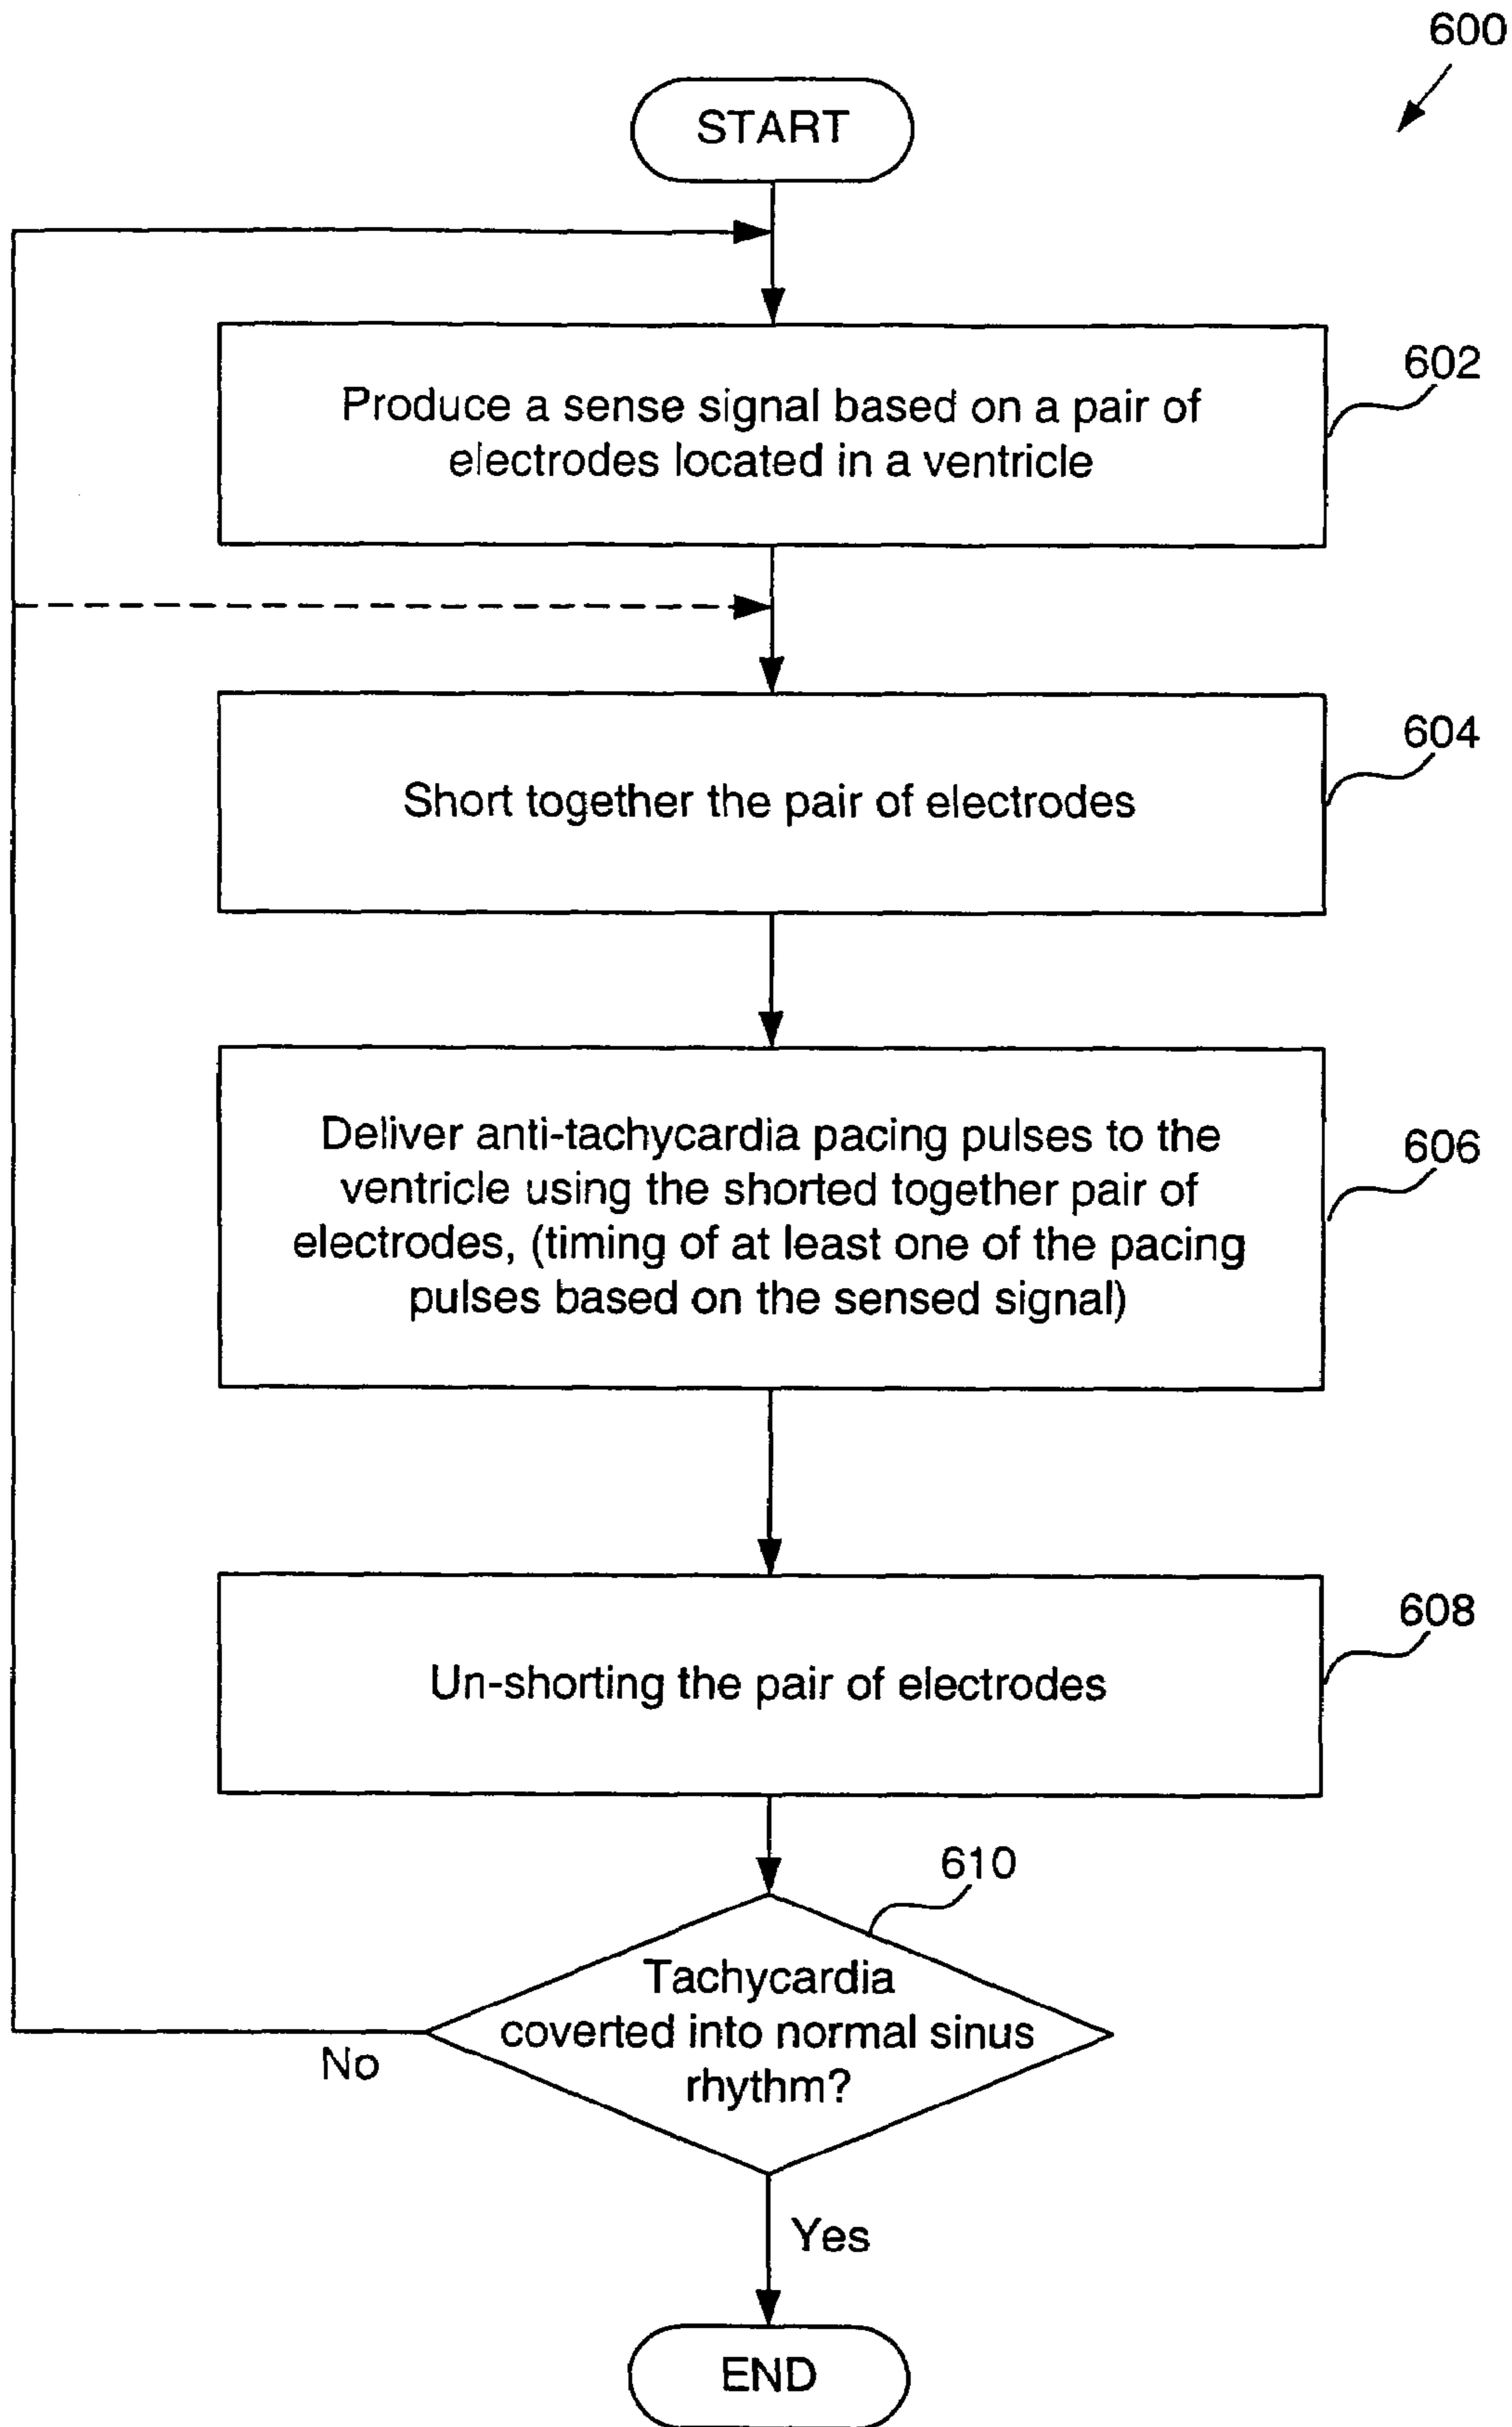 600
START
Produce a sense signal based on a pair of
electrodes located in a ventricle
602
Short together the pair of electrodes
604
Deliver anti-tachycardia pacing pulses to the
ventricle using the shorted together pair of
electrodes, (timing of at least one of the pacing
pulses based on the sensed signal)
606
Un-shorting the pair of electrodes
608
610
Tachycardia
coverted into normal sinus
rhythm?
No
Yes
END